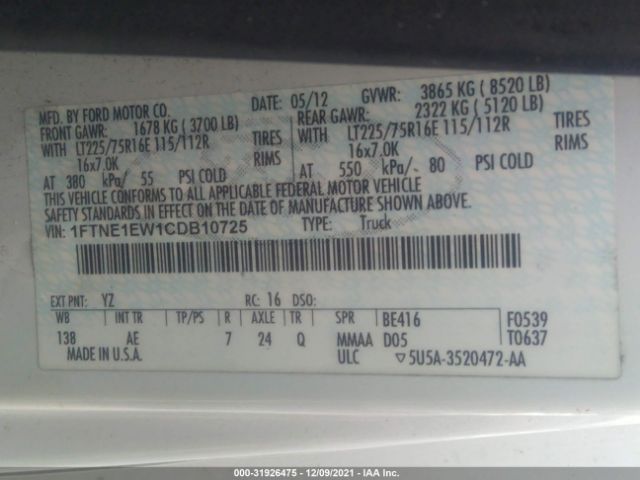 MFD. BY FORD MOTOR CO.
DATE: 05/12 GVWR: 3865 KG ( 8520 LB)
FRONT GAWR: 1678 KG ( 3700 LB) REAR GAWR: 2322 KG ( 5120 LB)
WITH LT225/75R16E 115/112R TIRES WITH LT225/75R16E 115/112R TIRES
16x7.0K RIMS 16x7.0K RIMS
AT 380 kPa/ 55 PSI COLD AT 550 kPa/ 80 PSI COLD
THIS VEHICLE CONFORMS TO ALL APPLICABLE FEDERAL MOTOR VEHICLE
SAFETY STANDARDS IN EFFECT ON THE DATE OF MANUFACTURE SHOWN ABOVE.
VIN: 1FTNE1EW1CDB10725 TYPE: Truck
EXT PNT: YZ RC: 16 DSO:
WB INT TR TP/PS R AXLE TR SPR BE416 F0539
138 AE 7 24 Q MMAA D05 T0637
MADE IN U.S.A. ULC ▽5U5A-3520472-AA
000-31926475 - 12/09/2021 - IAA Inc.